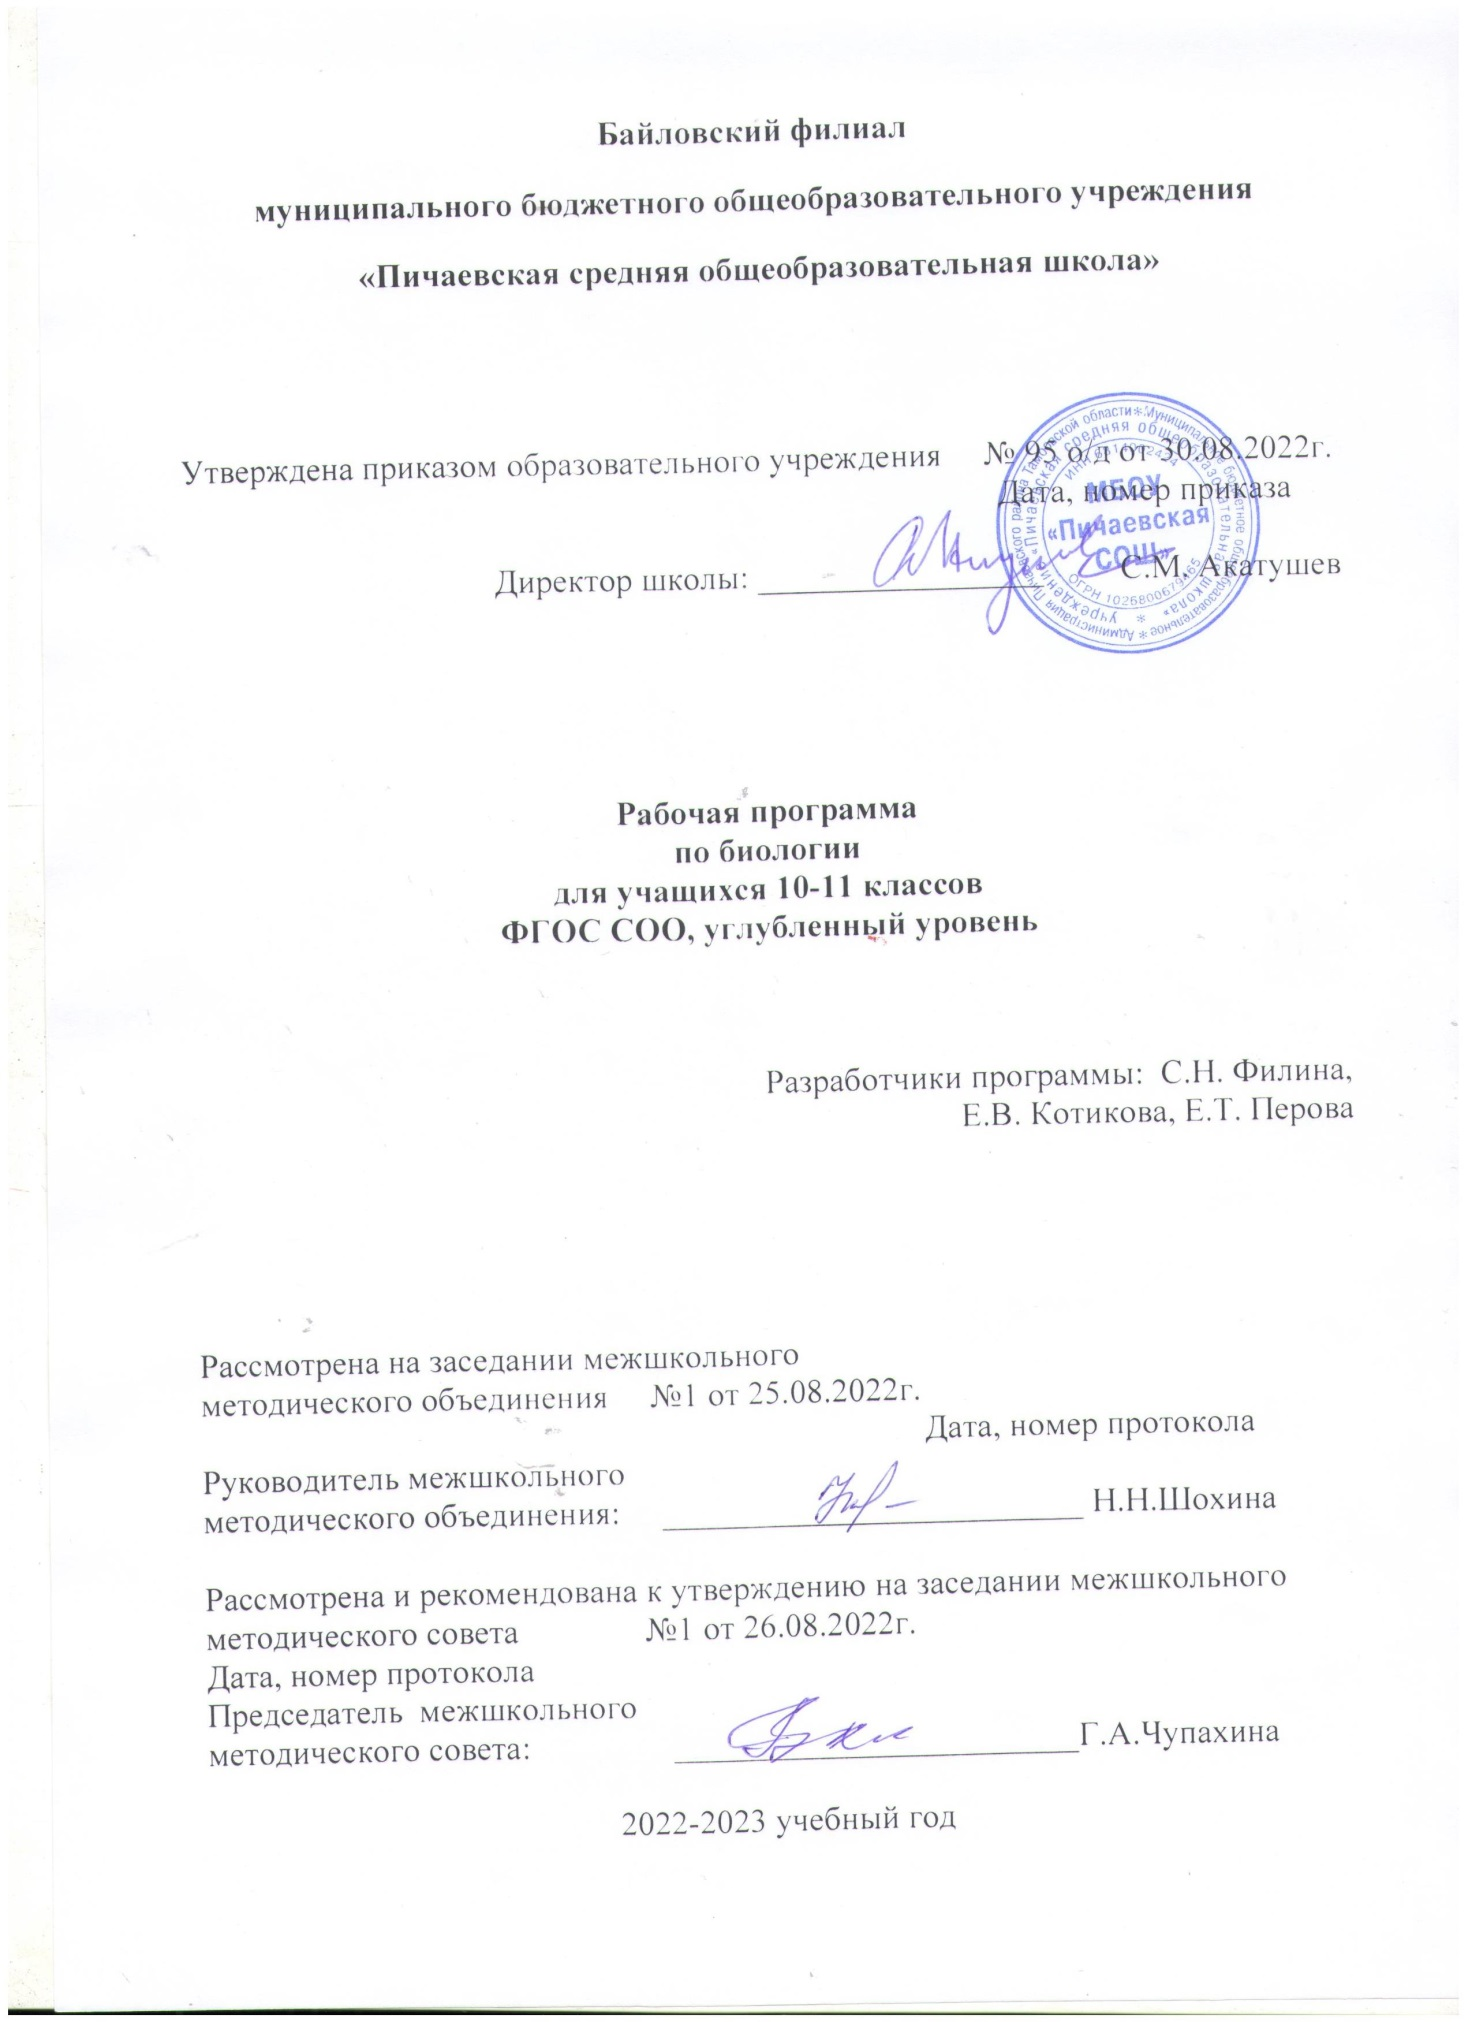 Байловский филиал
муниципального бюджетного общеобразовательного учреждения
«Пичаевская средняя общеобразовательная школа»
Утверждена приказом образовательного учреждения № 95 о/д от 30.08.2022г.
Дата, номер приказа
МБОУ
«Пичаевская
СОШ»
Директор школы: С.М. Акатушев
Рабочая программа
по биологии
для учащихся 10-11 классов
ФГОС СОО, углубленный уровень
Разработчики программы: С.Н. Филина,
Е.В. Котикова, Е.Т. Перова
Рассмотрена на заседании межшкольного
методического объединения №1 от 25.08.2022г.
Дата, номер протокола
Руководитель межшкольного
методического объединения: Н.Н.Шохина
Рассмотрена и рекомендована к утверждению на заседании межшкольного
методического совета №1 от 26.08.2022г.
Дата, номер протокола
Председатель межшкольного
методического совета: Г.А.Чупахина
2022-2023 учебный год